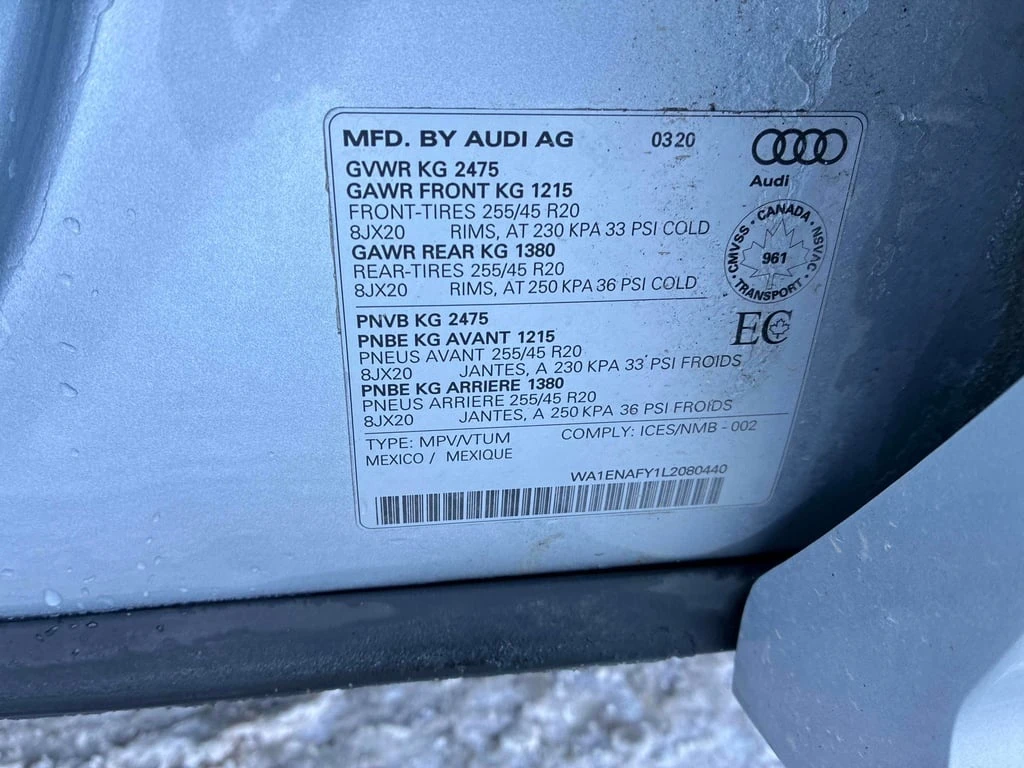 MFD. BY AUDI AG 03 20
Audi
GVWR KG 2475
GAWR FRONT KG 1215
FRONT-TIRES 255/45 R20
8JX20 RIMS, AT 230 KPA 33 PSI COLD
GAWR REAR KG 1380
REAR-TIRES 255/45 R20
8JX20 RIMS, AT 250 KPA 36 PSI COLD
CANADA · NSVAC · TRANSPORT · CMVSS ·
961
EC
PNVB KG 2475
PNBE KG AVANT 1215
PNEUS AVANT 255/45 R20
8JX20 JANTES, A 230 KPA 33 PSI FROIDS
PNBE KG ARRIERE 1380
PNEUS ARRIERE 255/45 R20
8JX20 JANTES, A 250 KPA 36 PSI FROIDS
TYPE: MPV/VTUM COMPLY: ICES/NMB - 002
MEXICO / MEXIQUE
WA1ENAFY1L2080440